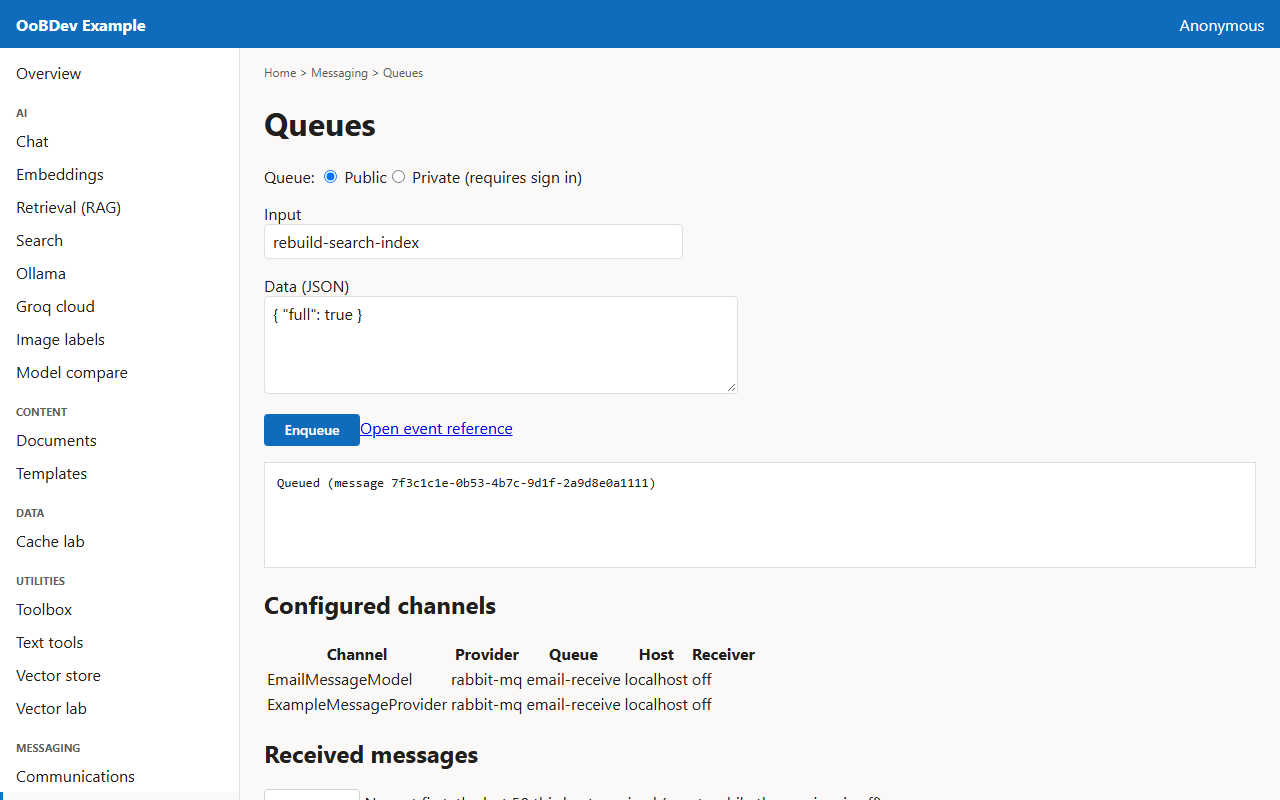 OoBDev Example
Anonymous
Overview
AI
Chat
Embeddings
Retrieval (RAG)
Search
Ollama
Groq cloud
Image labels
Model compare
CONTENT
Documents
Templates
DATA
Cache lab
UTILITIES
Toolbox
Text tools
Vector store
Vector lab
MESSAGING
Communications
Home > Messaging > Queues
Queues
Queue: Public Private (requires sign in)
Input
rebuild-search-index
Data (JSON)
{ "full": true }
Enqueue Open event reference
Queued (message 7f3c1c1e-0b53-4b7c-9d1f-2a9d8e0a1111)
Configured channels
Channel Provider Queue Host Receiver
EmailMessageModel rabbit-mq email-receive localhost off
ExampleMessageProvider rabbit-mq email-receive localhost off
Received messages